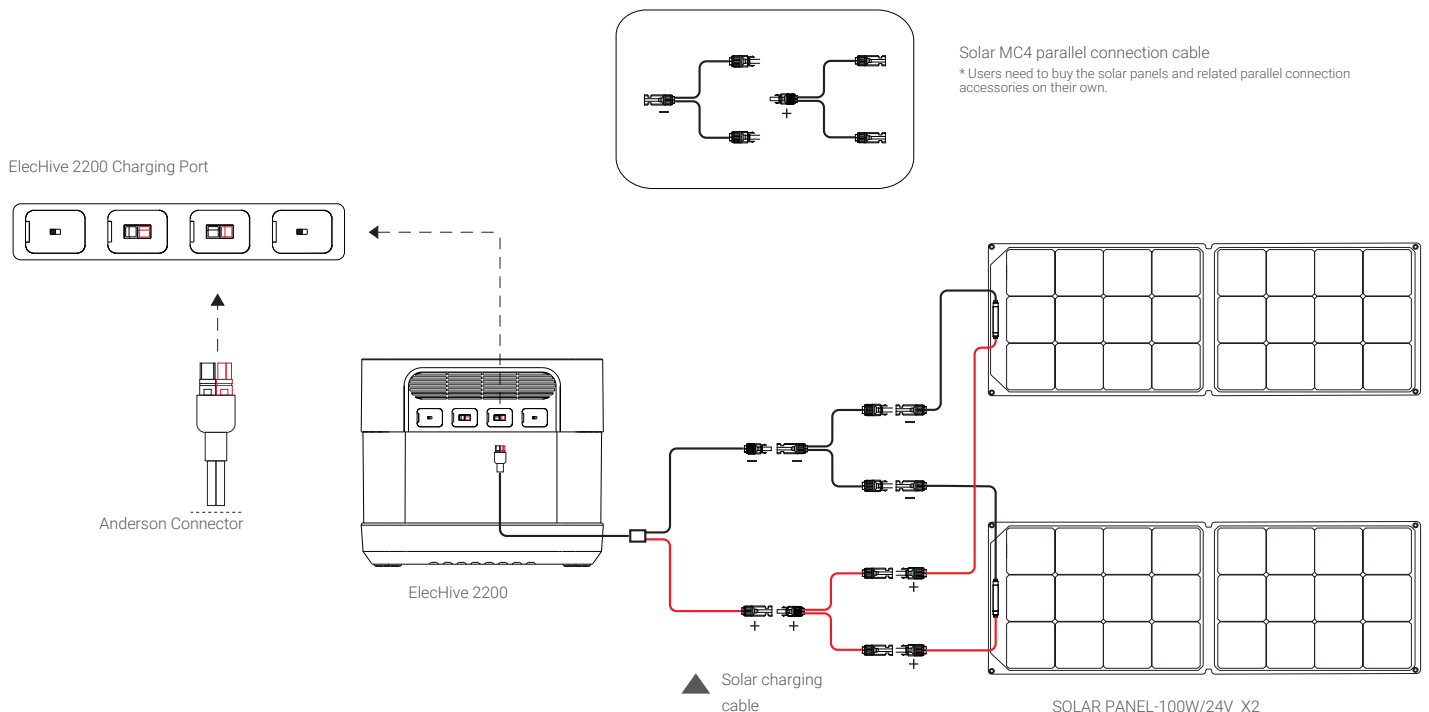 Solar MC4 parallel connection cable
* Users need to buy the solar panels and related parallel connection
accessories on their own.
−
+
ElecHive 2200 Charging Port
Anderson Connector
ElecHive 2200
−
−
−
−
+
+
+
+
Solar charging
cable
SOLAR PANEL-100W/24V X2